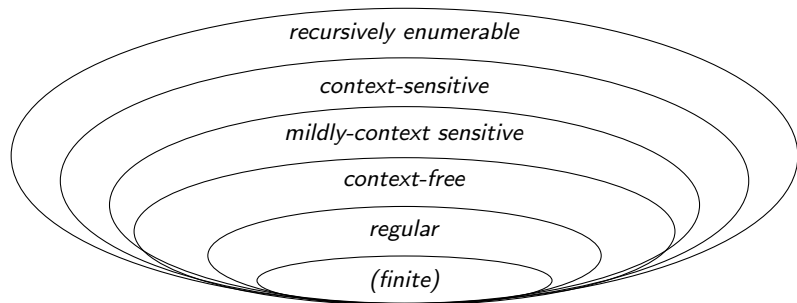 recursively enumerable
context-sensitive
mildly-context sensitive
context-free
regular
(finite)